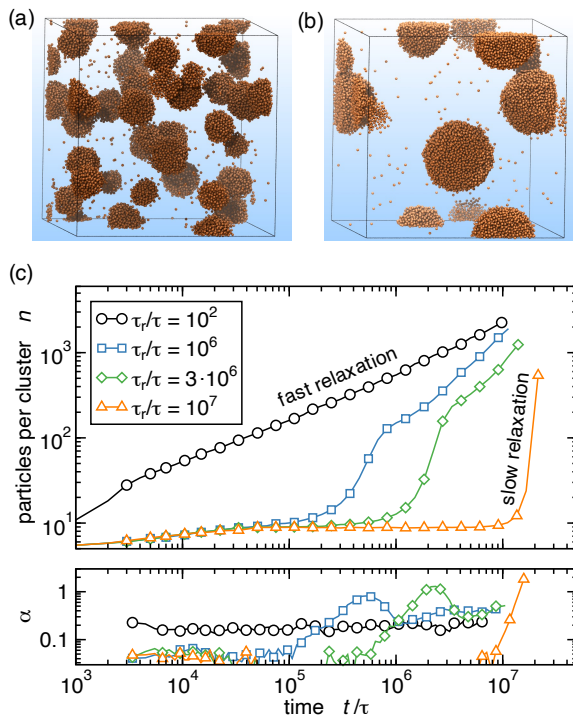 (a)
(b)
(c)
particles per cluster n
10³
10²
10¹
τᵣ/τ = 10²
τᵣ/τ = 10⁶
τᵣ/τ = 3·10⁶
τᵣ/τ = 10⁷
fast relaxation
slow relaxation
α
1
0.1
10³ 10⁴ 10⁵ 10⁶ 10⁷
time t/τ